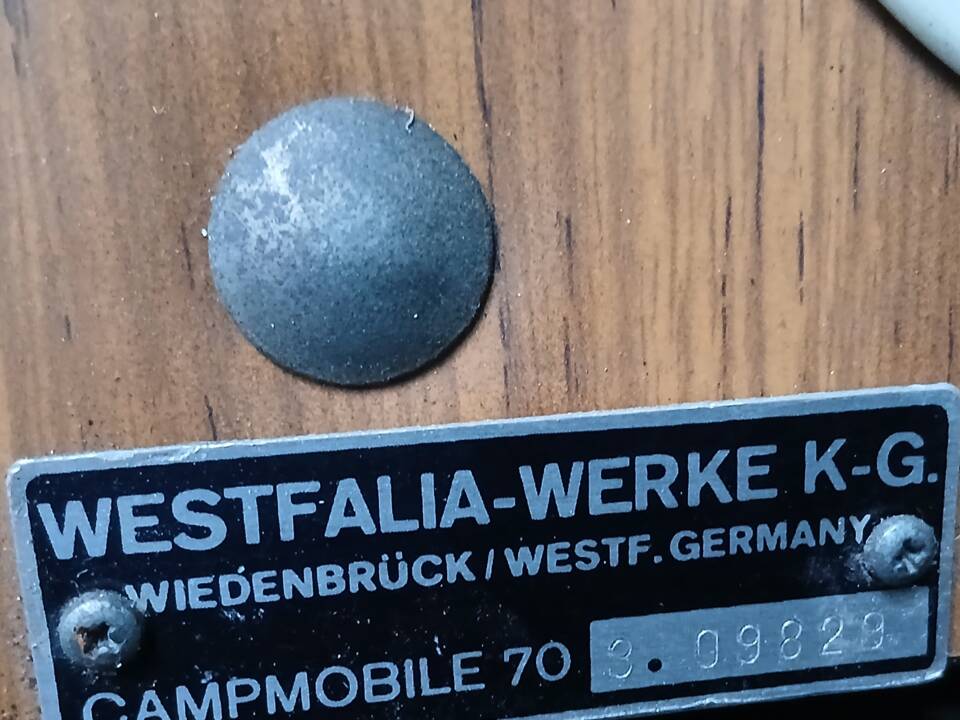 WESTFALIA-WERKE K-G.
WIEDENBRÜCK/WESTF. GERMANY
CAMPMOBILE 70 3. 09829